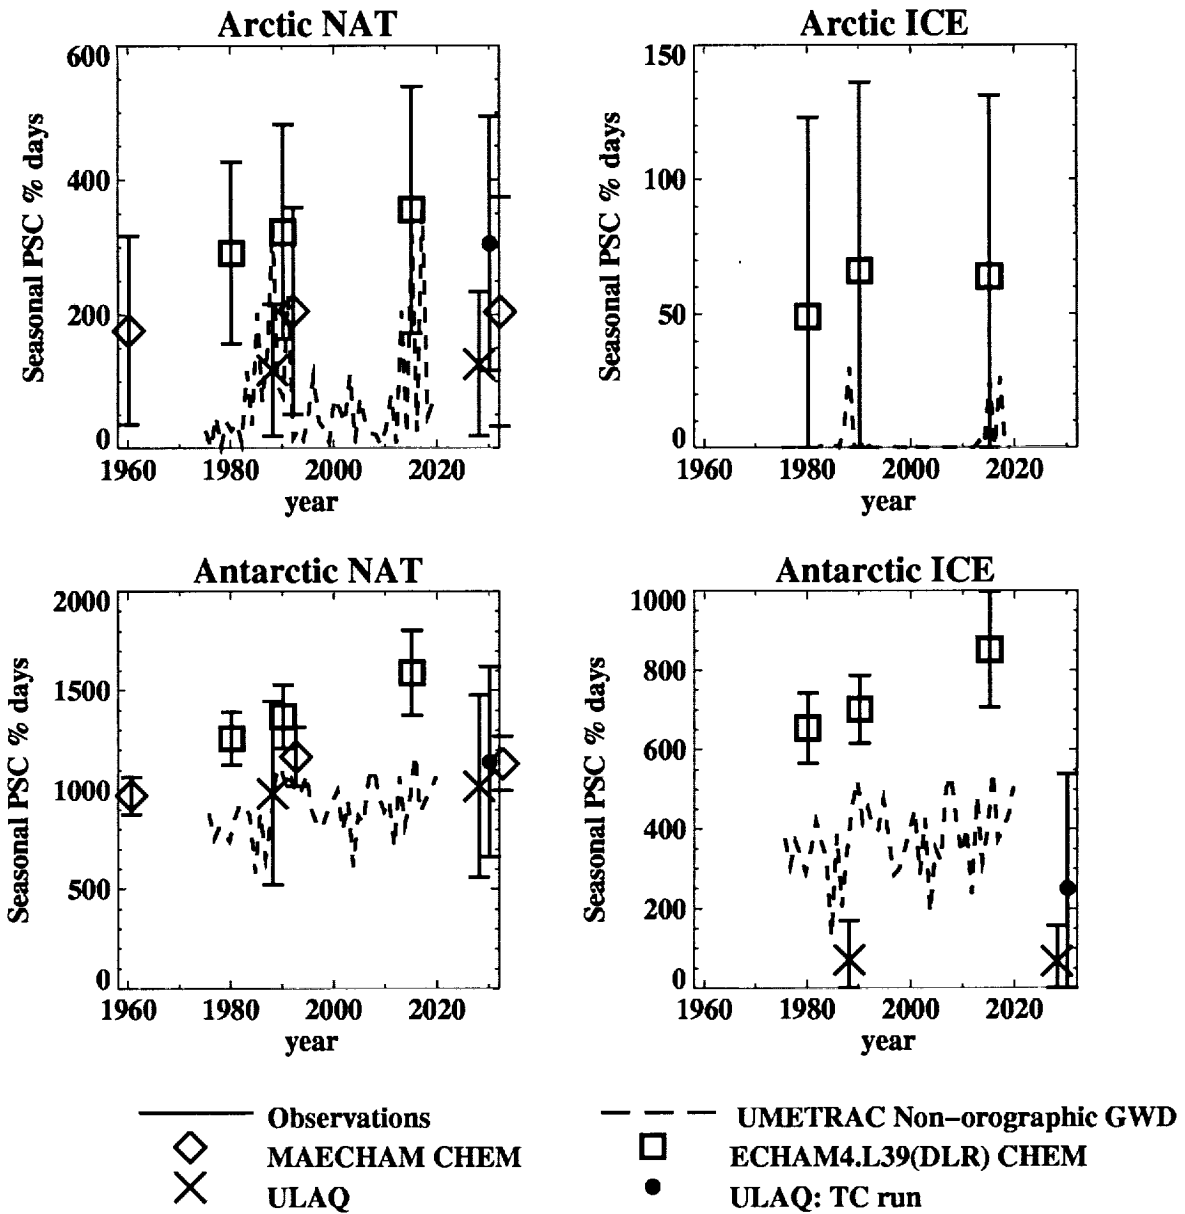 Arctic NAT Arctic ICE
600 150
400 100
200 50
0 0
Seasonal PSC % days Seasonal PSC % days
1960 1980 1990 2000 2020 1960 1980 2000 2020
year year
Antarctic NAT Antarctic ICE
2000 1000
1500 800
1000 600
500 400
0 200
0
Seasonal PSC % days Seasonal PSC % days
1960 1980 1990 2000 2020 1960 1980 2000 2020
year year
Observations UMETRAC Non-orographic GWD
MAECHAM CHEM ECHAM4.L39(DLR) CHEM
ULAQ ULAQ: TC run